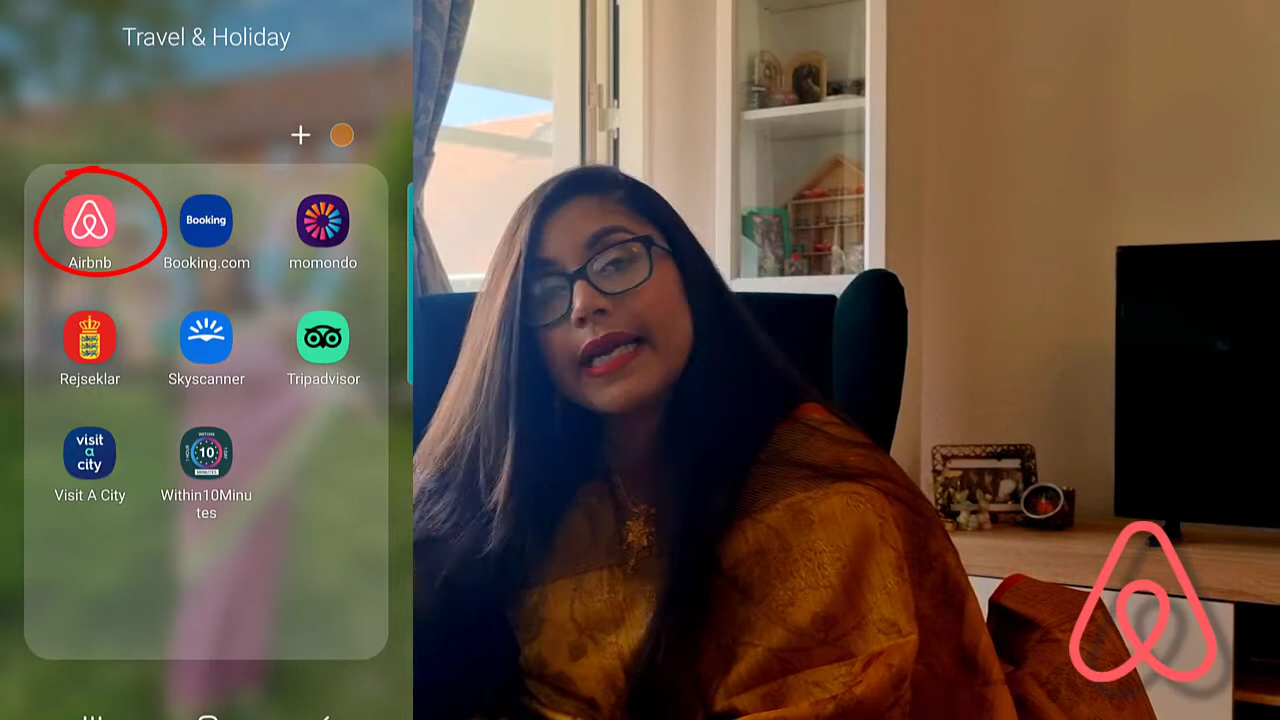 Travel & Holiday
Airbnb
Booking
Booking.com
momondo
Rejseklar
Skyscanner
Tripadvisor
visit
a
city
Visit A City
10
Within10Minu
tes